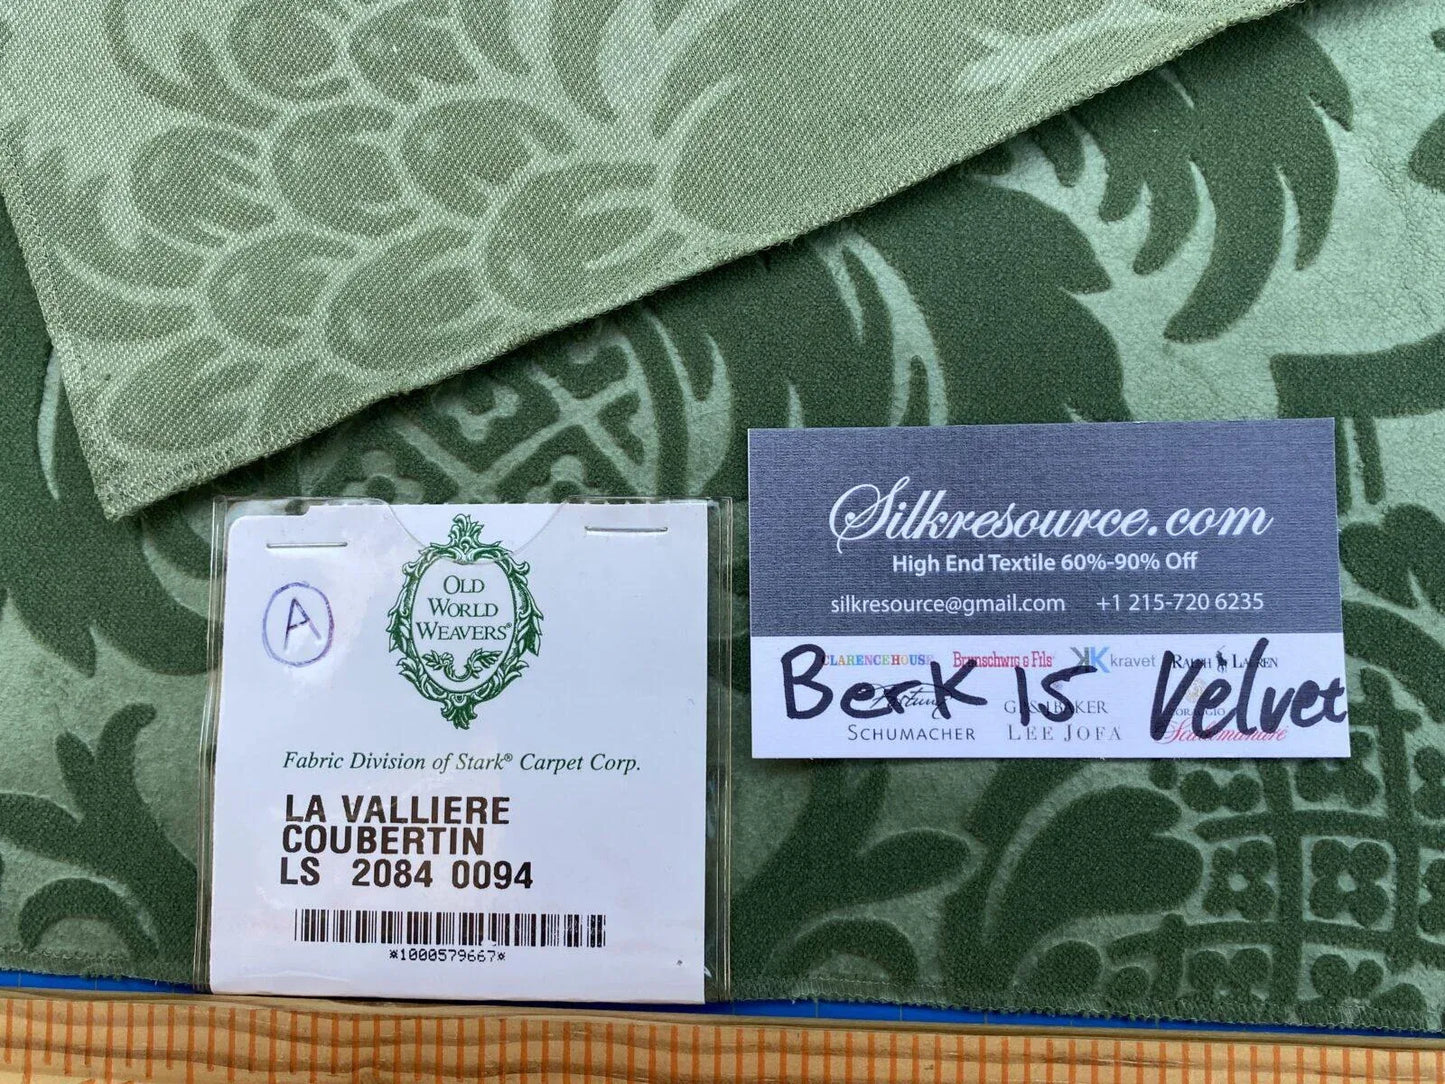 A
OLD
WORLD
WEAVERS®
Fabric Division of Stark® Carpet Corp.
LA VALLIERE
COUBERTIN
LS 2084 0094
*1000579667*
Silkresource.com
High End Textile 60%-90% Off
silkresource@gmail.com +1 215-720 6235
CLARENCE HOUSE Brunschwig & Fils kravet RALPH LAUREN
Berk 15 Velvet
Fortuny
SCHUMACHER LEE JOFA Scalamandré